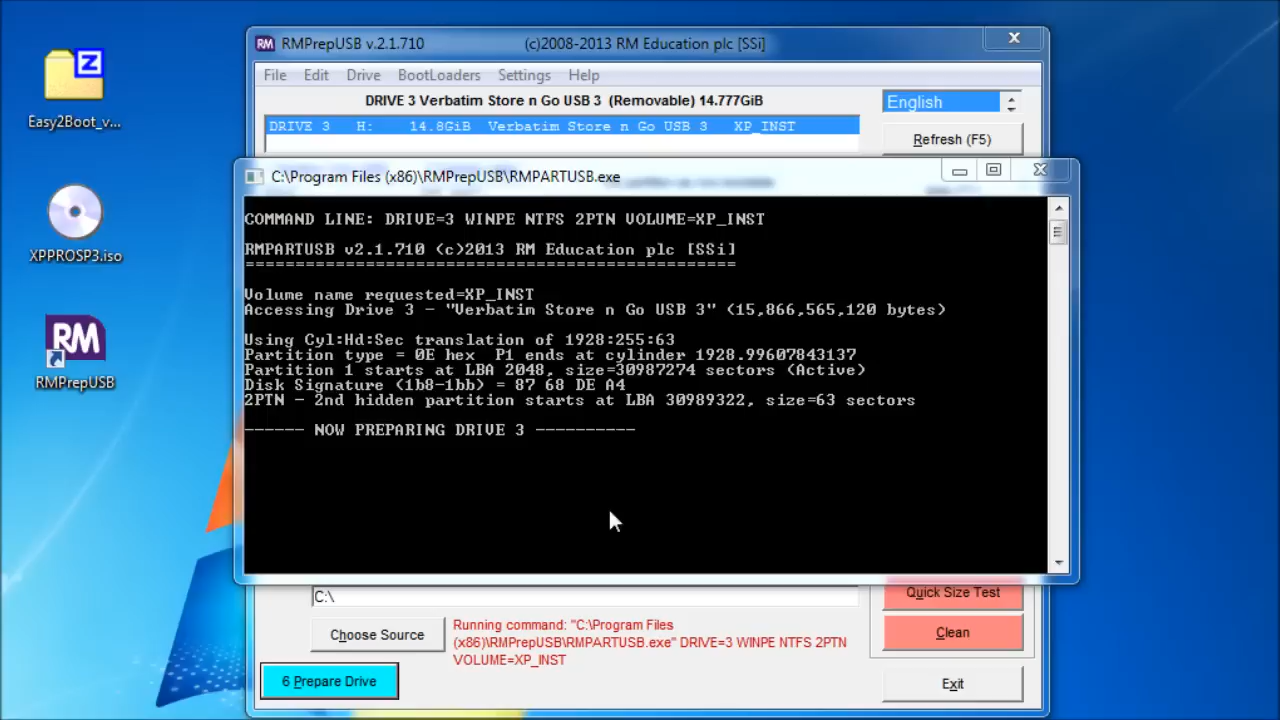 RMPrepUSB v.2.1.710 (c)2008-2013 RM Education plc [SSi]
File Edit Drive BootLoaders Settings Help
DRIVE 3 Verbatim Store n Go USB 3 (Removable) 14.777GiB
English
DRIVE 3 H: 14.8GiB Verbatim Store n Go USB 3 XP_INST
Refresh (F5)
Easy2Boot_v...
C:\Program Files (x86)\RMPrepUSB\RMPARTUSB.exe
COMMAND LINE: DRIVE=3 WINPE NTFS 2PTN VOLUME=XP_INST
RMPARTUSB v2.1.710 (c)2013 RM Education plc [SSi]
=================================================
Volume name requested=XP_INST
Accessing Drive 3 - "Verbatim Store n Go USB 3" (15,866,565,120 bytes)
Using Cyl:Hd:Sec translation of 1928:255:63
Partition type = 0E hex P1 ends at cylinder 1928.99607843137
Partition 1 starts at LBA 2048, size=30987274 sectors (Active)
Disk Signature (1b8-1bb) = 87 68 DE A4
2PTN - 2nd hidden partition starts at LBA 30989322, size=63 sectors
------ NOW PREPARING DRIVE 3 ----------
XPPROSP3.iso
RM
RMPrepUSB
C:\
Quick Size Test
Choose Source
Running command: "C:\Program Files
(x86)\RMPrepUSB\RMPARTUSB.exe" DRIVE=3 WINPE NTFS 2PTN
VOLUME=XP_INST
Clean
6 Prepare Drive
Exit